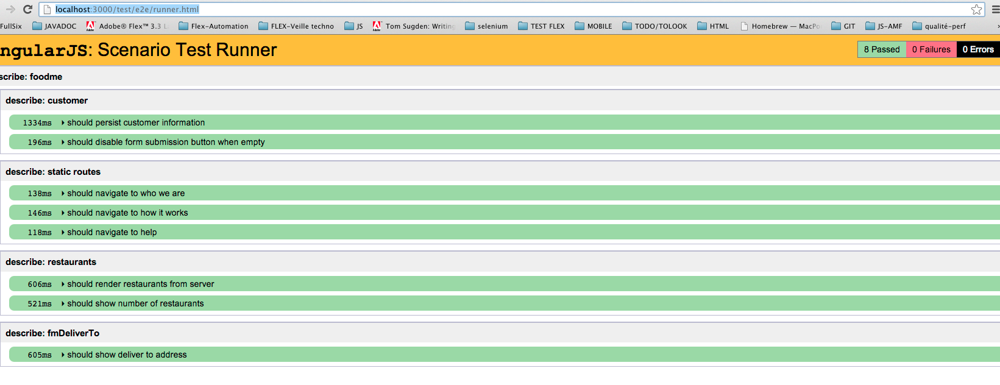 localhost:3000/test/e2e/runner.html
FullSix JAVADOC Adobe® Flex™ 3.3 Flex-Automation FLEX-Veille techno JS Tom Sugden: Writing selenium TEST FLEX MOBILE TODO/TOLOOK HTML Homebrew — MacPo GIT JS-AMF qualité-perf
ngularJS: Scenario Test Runner 8 Passed 0 Failures 0 Errors
scribe: foodme
describe: customer
1334ms should persist customer information
196ms should disable form submission button when empty
describe: static routes
138ms should navigate to who we are
146ms should navigate to how it works
118ms should navigate to help
describe: restaurants
606ms should render restaurants from server
521ms should show number of restaurants
describe: fmDeliverTo
605ms should show deliver to address